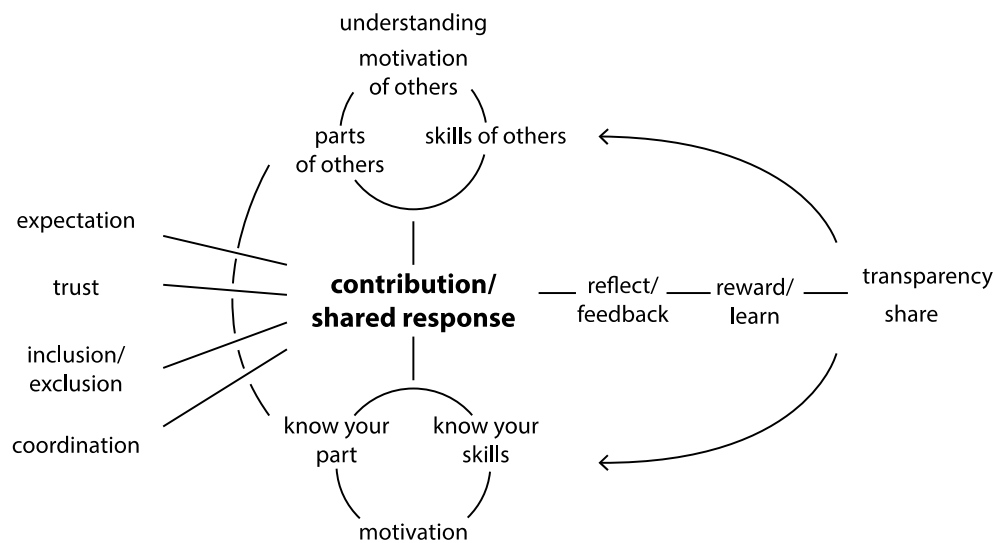 understanding
motivation
of others
parts
of others
skills of others
expectation
trust
inclusion/
exclusion
coordination
contribution/
shared response
reflect/
feedback
reward/
learn
transparency
share
know your
part
know your
skills
motivation